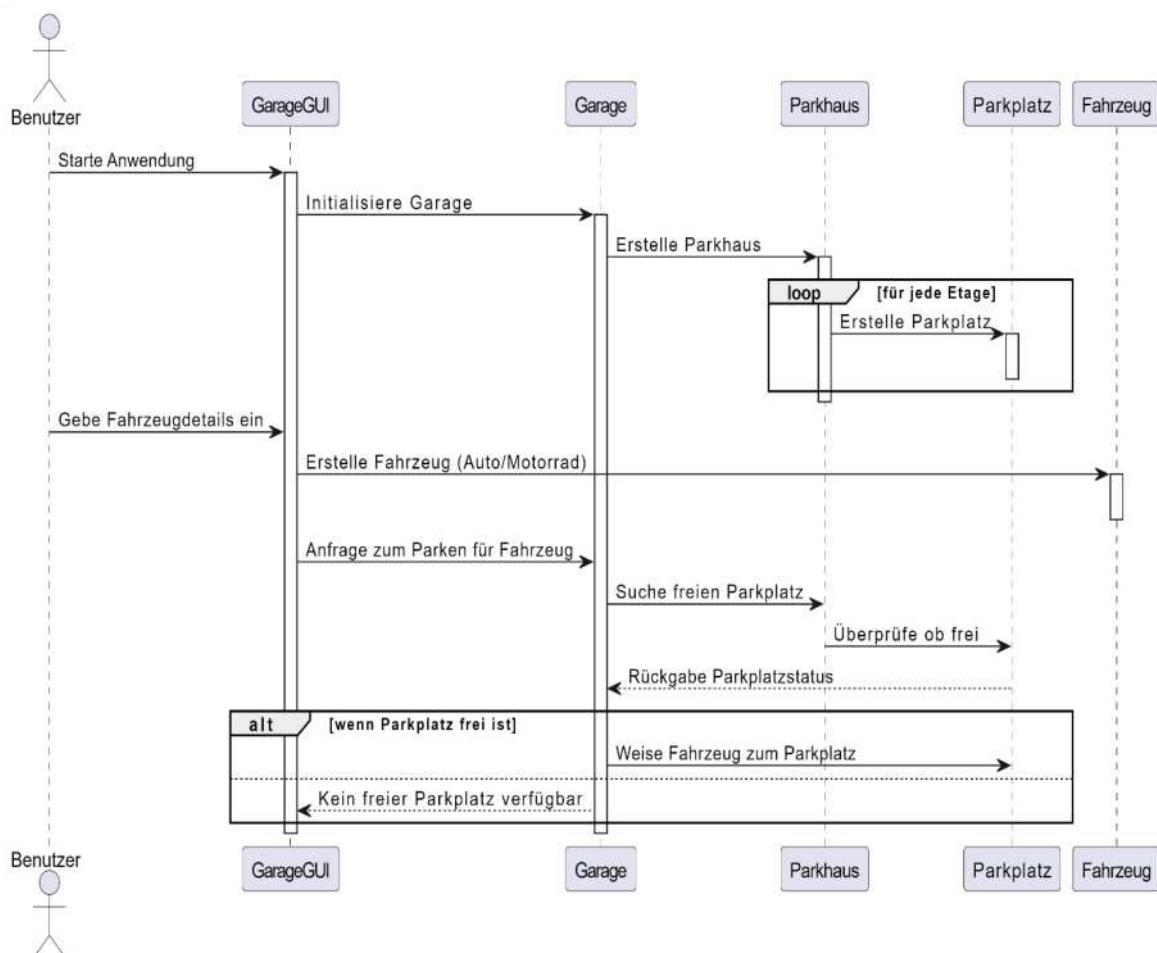 Benutzer
GarageGUI
Garage
Parkhaus
Parkplatz
Fahrzeug
Starte Anwendung
Initialisiere Garage
Erstelle Parkhaus
loop [für jede Etage]
Erstelle Parkplatz
Gebe Fahrzeugdetails ein
Erstelle Fahrzeug (Auto/Motorrad)
Anfrage zum Parken für Fahrzeug
Suche freien Parkplatz
Überprüfe ob frei
Rückgabe Parkplatzstatus
alt [wenn Parkplatz frei ist]
Weise Fahrzeug zum Parkplatz
Kein freier Parkplatz verfügbar
Benutzer
GarageGUI
Garage
Parkhaus
Parkplatz
Fahrzeug